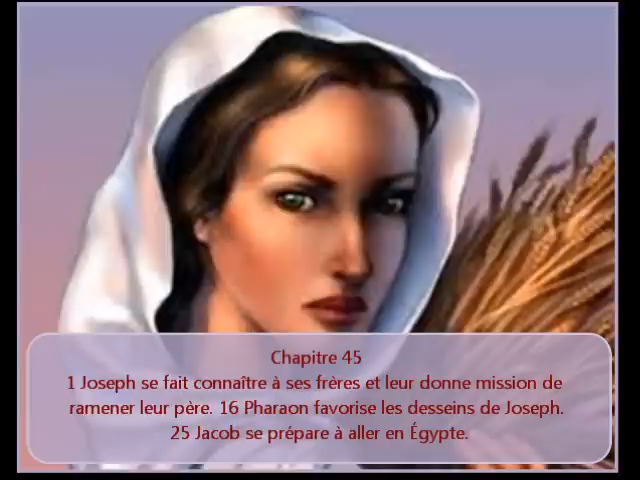 Chapitre 45
1 Joseph se fait connaître à ses frères et leur donne mission de
ramener leur père. 16 Pharaon favorise les desseins de Joseph.
25 Jacob se prépare à aller en Égypte.